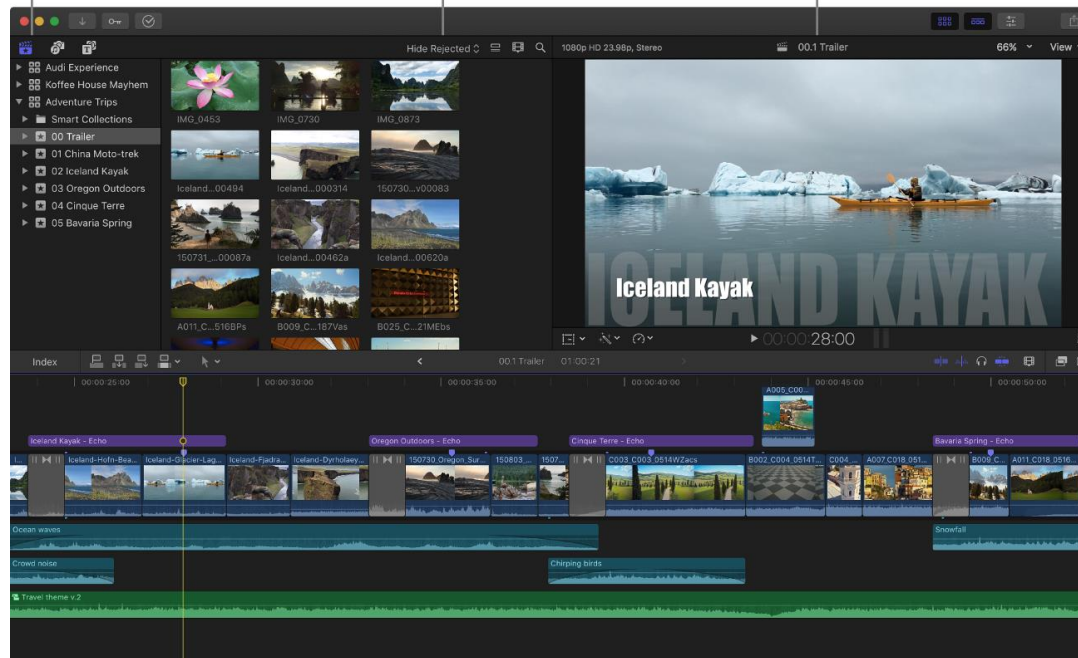 Hide Rejected
1080p HD 23.98p, Stereo
00.1 Trailer
66%
View
Audi Experience
Koffee House Mayhem
Adventure Trips
Smart Collections
00 Trailer
01 China Moto-trek
02 Iceland Kayak
03 Oregon Outdoors
04 Cinque Terre
05 Bavaria Spring
IMG_0453
IMG_0730
IMG_0873
Iceland...00494
Iceland...000314
150730...v00083
150731_...00087a
Iceland...00462a
Iceland...00620a
A011_C...516BPs
B009_C...187Vas
B025_C...21MEbs
ICELAND KAYAK
Iceland Kayak
00:00:28:00
Index
00.1 Trailer
01:00:21
00:00:25:00
00:00:30:00
00:00:35:00
00:00:40:00
00:00:45:00
00:00:50:00
A005_C00...
Iceland Kayak - Echo
Oregon Outdoors - Echo
Cinque Terre - Echo
Bavaria Spring - Echo
I...
Iceland-Hofn-Bea...
Iceland-Glacier-Lag...
Iceland-Fjadra...
Iceland-Dyrholaey...
150730_Oregon_Sur...
150803_...
1507...
C003_C003_0514WZacs
B002_C004_0514T...
C004_...
A007_C018_051...
B009_C...
A011_C018_0516...
Ocean waves
Snowfall
Crowd noise
Chirping birds
Travel theme v.2